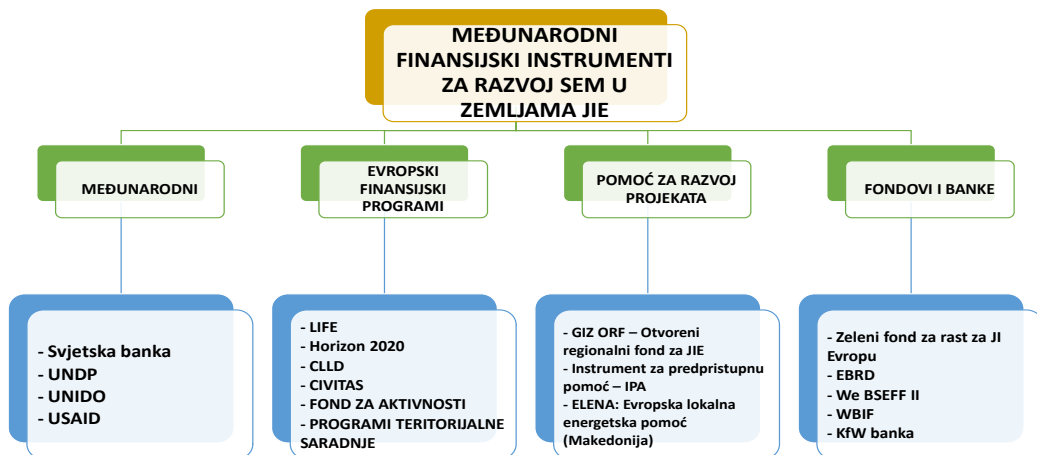 MEĐUNARODNI
FINANSIJSKI INSTRUMENTI
ZA RAZVOJ SEM U
ZEMLJAMA JIE
MEĐUNARODNI
EVROPSKI
FINANSIJSKI
PROGRAMI
POMOĆ ZA RAZVOJ
PROJEKATA
FONDOVI I BANKE
- Svjetska banka
- UNDP
- UNIDO
- USAID
- LIFE
- Horizon 2020
- CLLD
- CIVITAS
- FOND ZA AKTIVNOSTI
- PROGRAMI TERITORIJALNE
SARADNJE
- GIZ ORF – Otvoreni
regionalni fond za JIE
- Instrument za predpristupnu
pomoć – IPA
- ELENA: Evropska lokalna
energetska pomoć
(Makedonija)
- Zeleni fond za rast za JI
Evropu
- EBRD
- We BSEFF II
- WBIF
- KfW banka